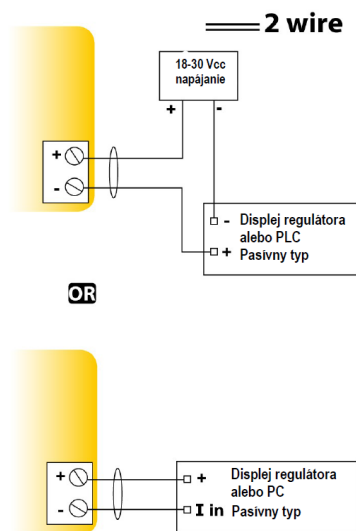 2 wire
18-30 Vcc
napájanie
+ -
+
-
- Displej regulátora
alebo PLC
+ Pasívny typ
OR
+
-
+ Displej regulátora
alebo PC
I in Pasívny typ